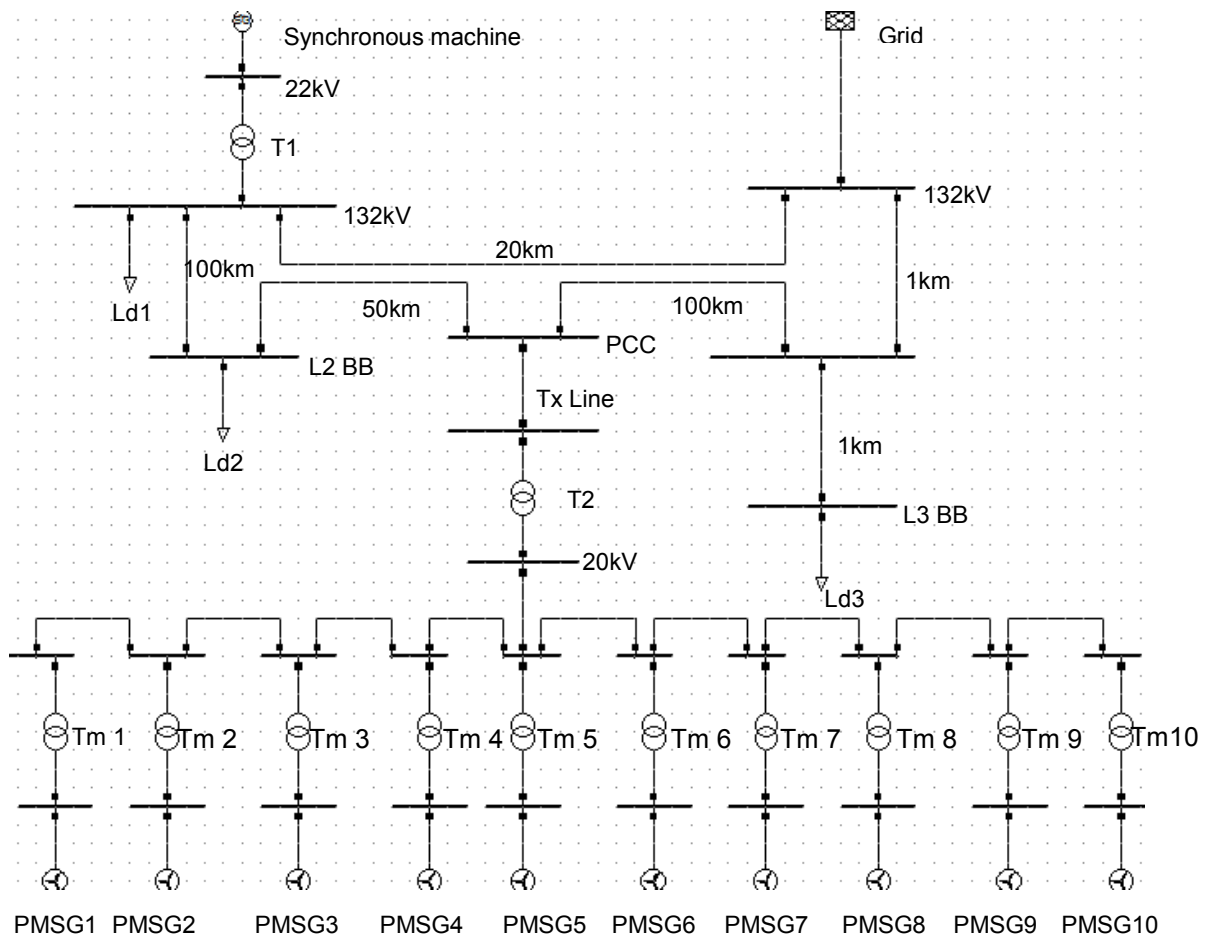 Synchronous machine
Grid
22kV
T1
132kV
132kV
20km
100km
1km
Ld1
50km
100km
PCC
L2 BB
Tx Line
1km
Ld2
T2
L3 BB
20kV
Ld3
Tm 1
Tm 2
Tm 3
Tm 4
Tm 5
Tm 6
Tm 7
Tm 8
Tm 9
Tm10
PMSG1 PMSG2 PMSG3 PMSG4 PMSG5 PMSG6 PMSG7 PMSG8 PMSG9 PMSG10